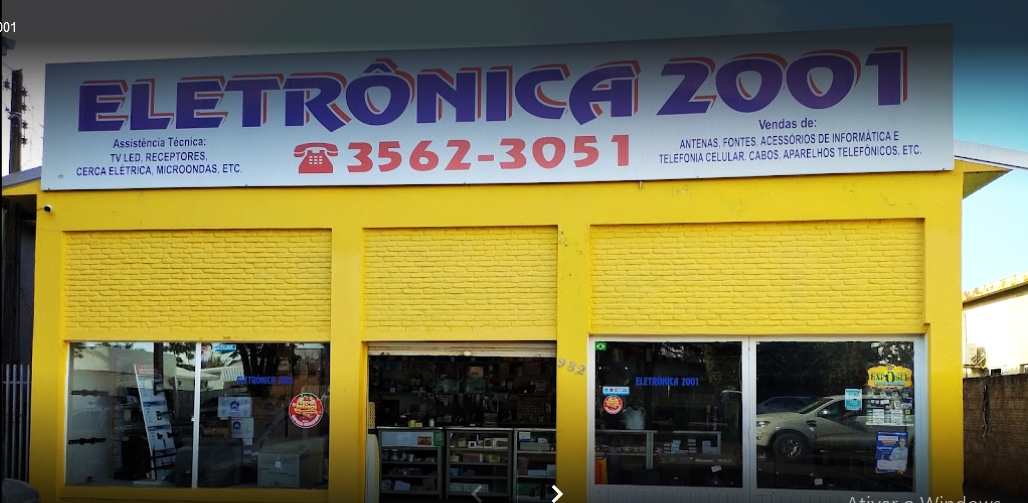 001
ELETRÔNICA 2001
Assistência Técnica:
TV LED, RECEPTORES,
CERCA ELÉTRICA, MICROONDAS, ETC.
3562-3051
Vendas de:
ANTENAS, FONTES, ACESSÓRIOS DE INFORMÁTICA E
TELEFONIA CELULAR, CABOS, APARELHOS TELEFÔNICOS, ETC.
982
ELETRÔNICA 2001
ELETRÔNICA 2001
EXPOSUL
Ativar o Windows